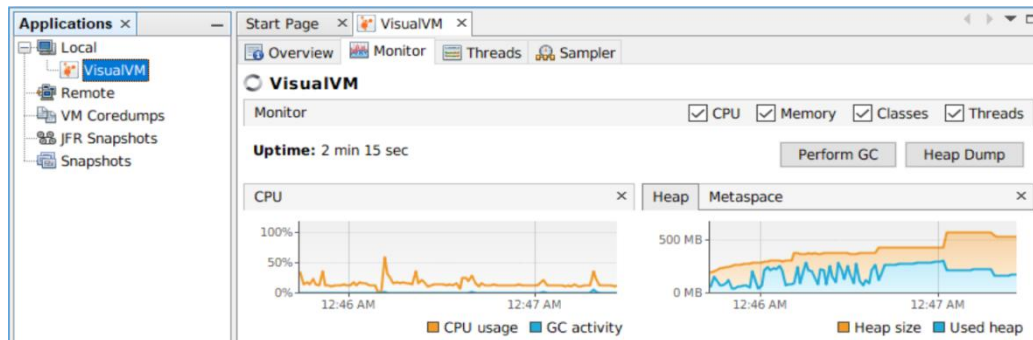 Applications
Local
VisualVM
Remote
VM Coredumps
JFR Snapshots
Snapshots
Start Page
VisualVM
Overview
Monitor
Threads
Sampler
VisualVM
Monitor
CPU
Memory
Classes
Threads
Uptime: 2 min 15 sec
Perform GC
Heap Dump
CPU
100%
50%
0%
12:46 AM
12:47 AM
CPU usage
GC activity
Heap
Metaspace
500 MB
0 MB
12:46 AM
12:47 AM
Heap size
Used heap